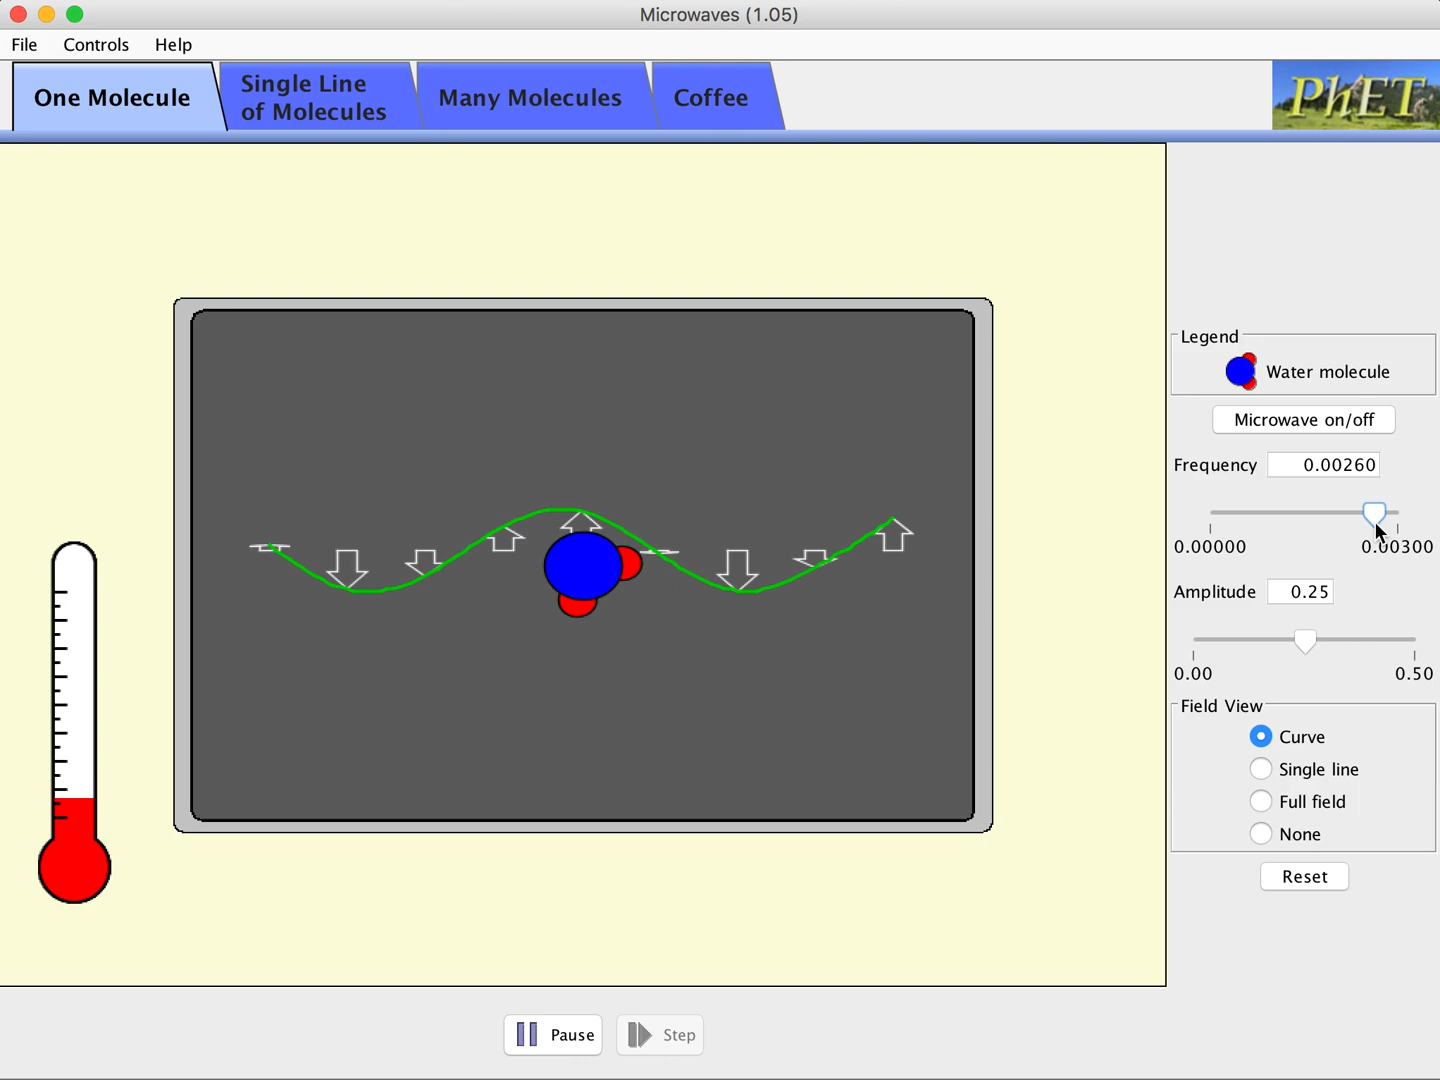 Microwaves (1.05)
File Controls Help
One Molecule
Single Line
of Molecules
Many Molecules
Coffee
PhET
Legend
Water molecule
Microwave on/off
Frequency 0.00260
0.00000 0.00300
Amplitude 0.25
0.00 0.50
Field View
Curve
Single line
Full field
None
Reset
Pause Step